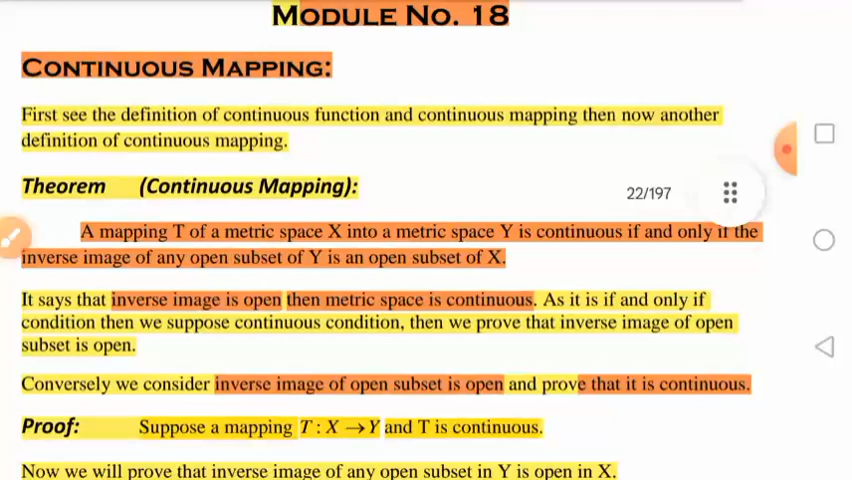 MODULE NO. 18
CONTINUOUS MAPPING:
First see the definition of continuous function and continuous mapping then now another
definition of continuous mapping.
Theorem (Continuous Mapping):
22/197
A mapping T of a metric space X into a metric space Y is continuous if and only if the
inverse image of any open subset of Y is an open subset of X.
It says that inverse image is open then metric space is continuous. As it is if and only if
condition then we suppose continuous condition, then we prove that inverse image of open
subset is open.
Conversely we consider inverse image of open subset is open and prove that it is continuous.
Proof: Suppose a mapping T : X → Y and T is continuous.
Now we will prove that inverse image of any open subset in Y is open in X.